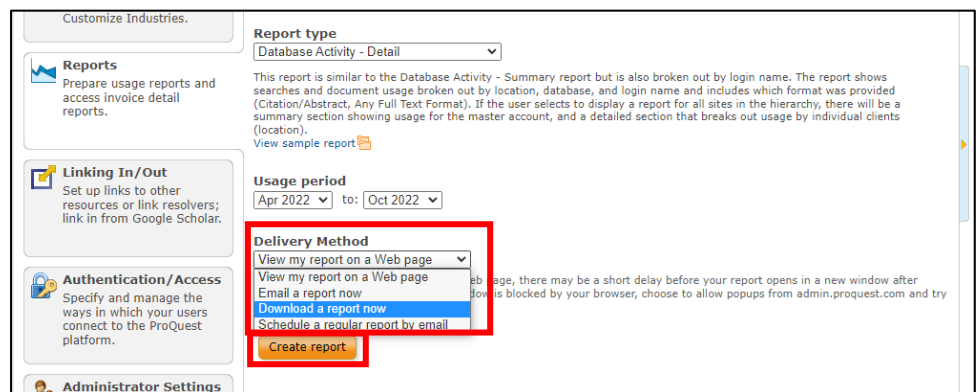 Customize Industries.
Reports
Prepare usage reports and
access invoice detail
reports.
Linking In/Out
Set up links to other
resources or link resolvers;
link in from Google Scholar.
Authentication/Access
Specify and manage the
ways in which your users
connect to the ProQuest
platform.
Administrator Settings
Report type
Database Activity - Detail
This report is similar to the Database Activity - Summary report but is also broken out by login name. The report shows
searches and document usage broken out by location, database, and login name and includes which format was provided
(Citation/Abstract, Any Full Text Format). If the user selects to display a report for all sites in the hierarchy, there will be a
summary section showing usage for the master account, and a detailed section that breaks out usage by individual clients
(location).
View sample report
Usage period
Apr 2022 to: Oct 2022
Delivery Method
View my report on a Web page
View my report on a Web page
page, there may be a short delay before your report opens in a new window after
Email a report now
is blocked by your browser, choose to allow popups from admin.proquest.com and try
Download a report now
Schedule a regular report by email
Create report